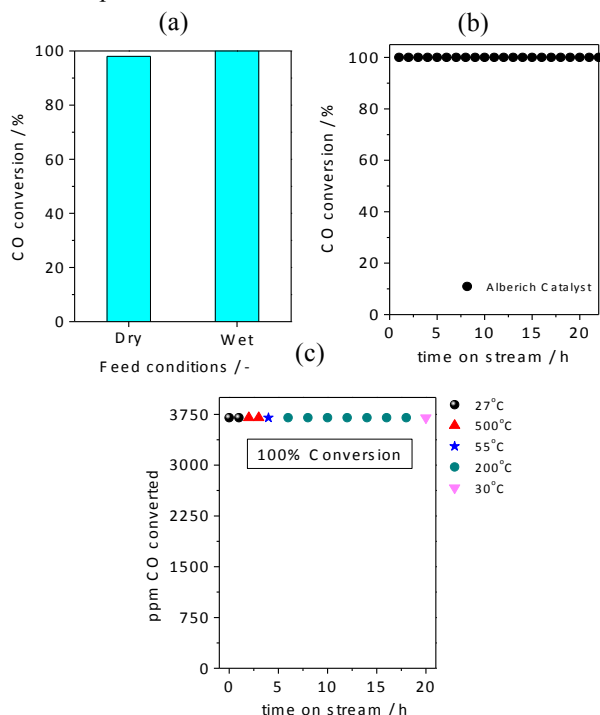 (a)
(b)
100
80
60
40
20
0
CO conversion / %
Dry
Wet
Feed conditions / -
100
80
60
40
20
0
CO conversion / %
Alberich Catalyst
0
5
10
15
20
time on stream / h
(c)
3750
3000
2250
1500
750
0
ppm CO converted
100% Conversion
0
5
10
15
20
time on stream / h
27°C
500°C
55°C
200°C
30°C